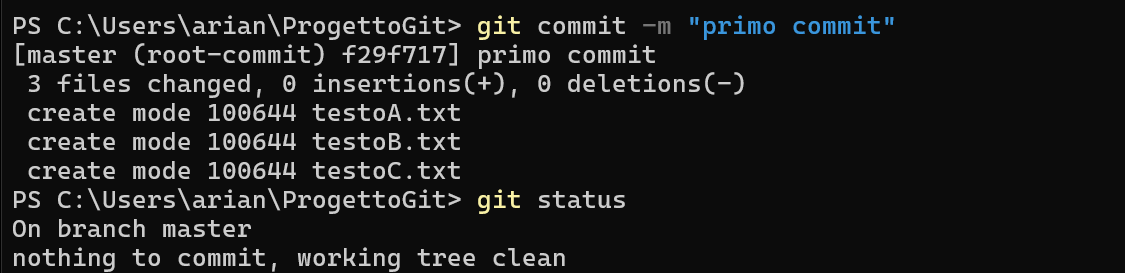 PS C:\Users\arian\ProgettoGit> git commit -m "primo commit"
[master (root-commit) f29f717] primo commit
 3 files changed, 0 insertions(+), 0 deletions(-)
 create mode 100644 testoA.txt
 create mode 100644 testoB.txt
 create mode 100644 testoC.txt
PS C:\Users\arian\ProgettoGit> git status
On branch master
nothing to commit, working tree clean